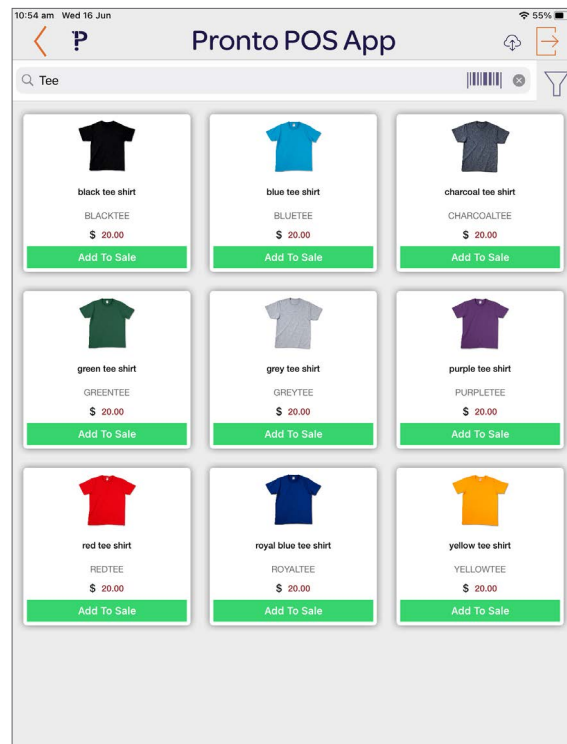 10:54 am Wed 16 Jun 55%
Pronto POS App
Tee
black tee shirt blue tee shirt charcoal tee shirt
BLACKTEE BLUETEE CHARCOALTEE
$ 20.00 $ 20.00 $ 20.00
Add To Sale Add To Sale Add To Sale
green tee shirt grey tee shirt purple tee shirt
GREENTEE GREYTEE PURPLETEE
$ 20.00 $ 20.00 $ 20.00
Add To Sale Add To Sale Add To Sale
red tee shirt royal blue tee shirt yellow tee shirt
REDTEE ROYALTEE YELLOWTEE
$ 20.00 $ 20.00 $ 20.00
Add To Sale Add To Sale Add To Sale